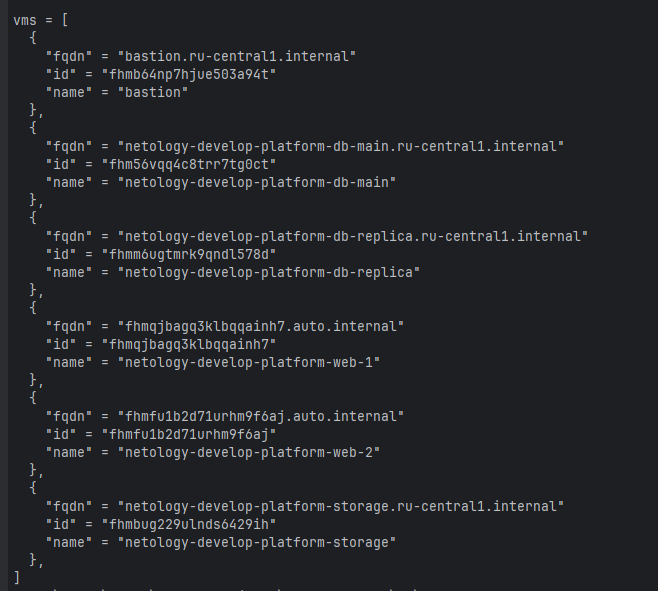 vms = [
  {
    "fqdn" = "bastion.ru-central1.internal"
    "id" = "fhmb64np7hjue503a94t"
    "name" = "bastion"
  },
  {
    "fqdn" = "netology-develop-platform-db-main.ru-central1.internal"
    "id" = "fhm56vqq4c8trr7tg0ct"
    "name" = "netology-develop-platform-db-main"
  },
  {
    "fqdn" = "netology-develop-platform-db-replica.ru-central1.internal"
    "id" = "fhmm6ugtmrk9qndl578d"
    "name" = "netology-develop-platform-db-replica"
  },
  {
    "fqdn" = "fhmqjbagq3klbqqainh7.auto.internal"
    "id" = "fhmqjbagq3klbqqainh7"
    "name" = "netology-develop-platform-web-1"
  },
  {
    "fqdn" = "fhmfu1b2d71urhm9f6aj.auto.internal"
    "id" = "fhmfu1b2d71urhm9f6aj"
    "name" = "netology-develop-platform-web-2"
  },
  {
    "fqdn" = "netology-develop-platform-storage.ru-central1.internal"
    "id" = "fhmbug229ulnds6429ih"
    "name" = "netology-develop-platform-storage"
  },
]